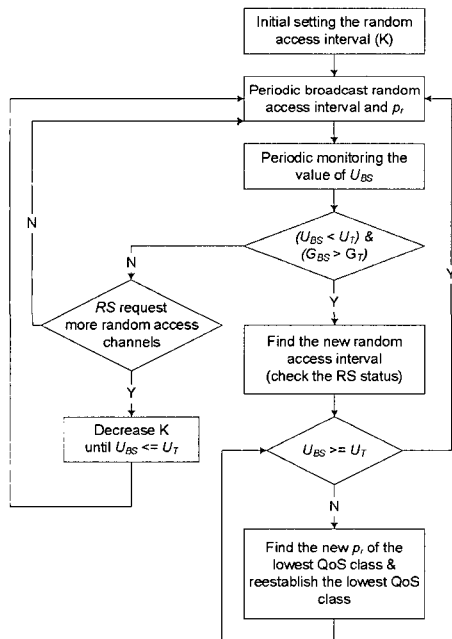 Initial setting the random
access interval (K)
Periodic broadcast random
access interval and pr
Periodic monitoring the
value of UBS
(UBS < UT) &
(GBS > GT)
N
Y
N
RS request
more random access
channels
Y
Decrease K
until UBS <= UT
Find the new random
access interval
(check the RS status)
UBS >= UT
Y
N
Find the new pr of the
lowest QoS class &
reestablish the lowest QoS
class